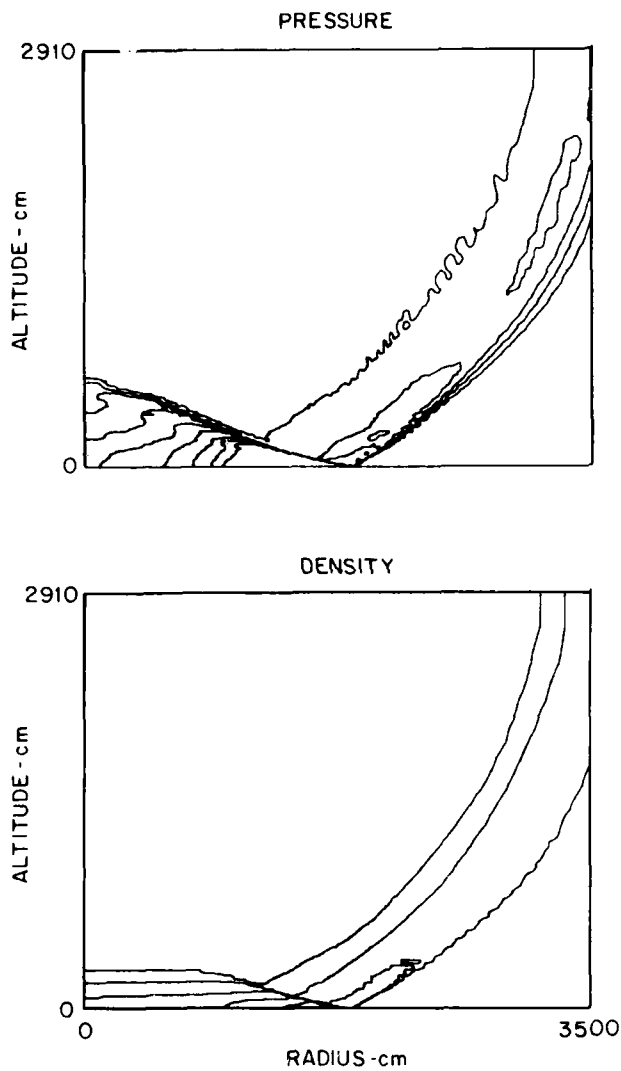 PRESSURE
2910
ALTITUDE - cm
0
DENSITY
2910
ALTITUDE - cm
0
0
3500
RADIUS - cm